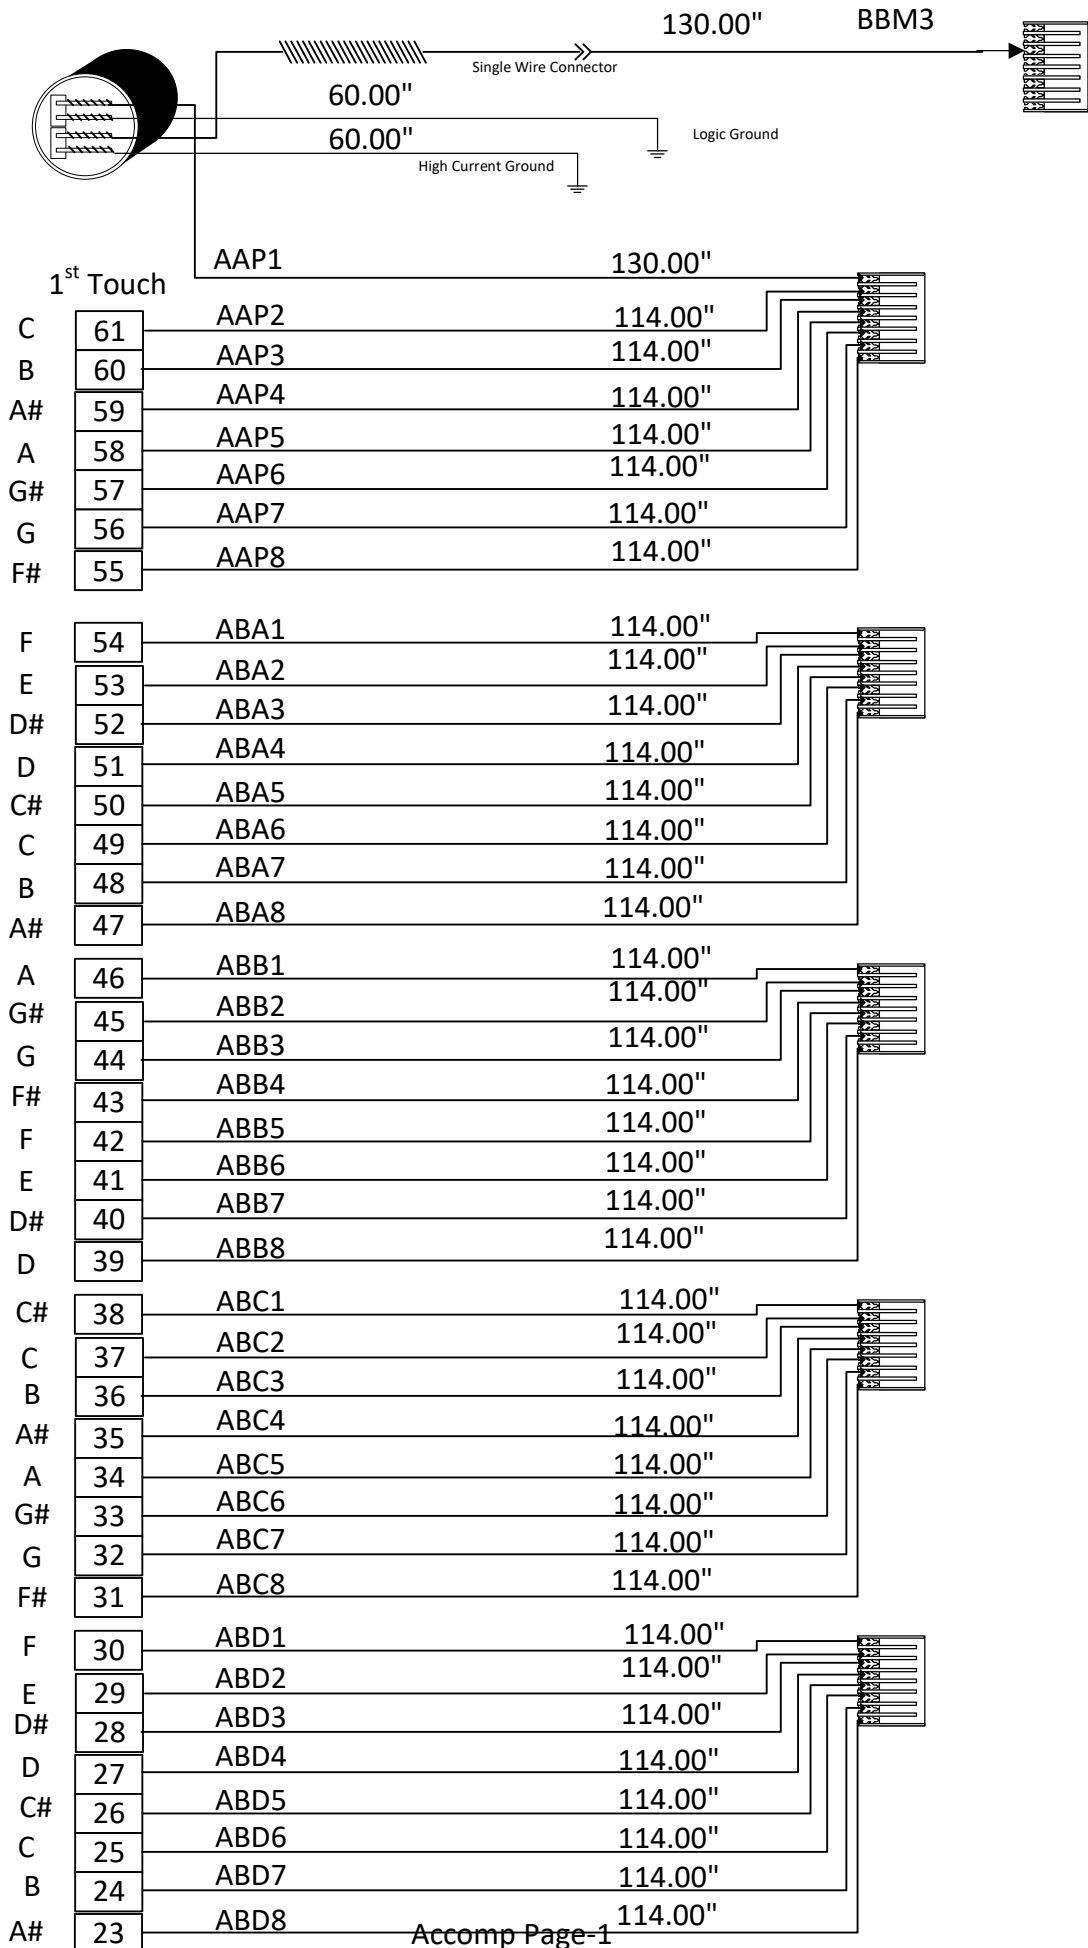 130.00" BBM3
Single Wire Connector
60.00"
60.00" Logic Ground
High Current Ground
AAP1 130.00"
1st Touch
C 61 AAP2 114.00"
B 60 AAP3 114.00"
A# 59 AAP4 114.00"
A 58 AAP5 114.00"
G# 57 AAP6 114.00"
G 56 AAP7 114.00"
F# 55 AAP8 114.00"
F 54 ABA1 114.00"
E 53 ABA2 114.00"
D# 52 ABA3 114.00"
D 51 ABA4 114.00"
C# 50 ABA5 114.00"
C 49 ABA6 114.00"
B 48 ABA7 114.00"
A# 47 ABA8 114.00"
A 46 ABB1 114.00"
G# 45 ABB2 114.00"
G 44 ABB3 114.00"
F# 43 ABB4 114.00"
F 42 ABB5 114.00"
E 41 ABB6 114.00"
D# 40 ABB7 114.00"
D 39 ABB8 114.00"
C# 38 ABC1 114.00"
C 37 ABC2 114.00"
B 36 ABC3 114.00"
A# 35 ABC4 114.00"
A 34 ABC5 114.00"
G# 33 ABC6 114.00"
G 32 ABC7 114.00"
F# 31 ABC8 114.00"
F 30 ABD1 114.00"
E 29 ABD2 114.00"
D# 28 ABD3 114.00"
D 27 ABD4 114.00"
C# 26 ABD5 114.00"
C 25 ABD6 114.00"
B 24 ABD7 114.00"
A# 23 ABD8 114.00"
Accomp Page-1